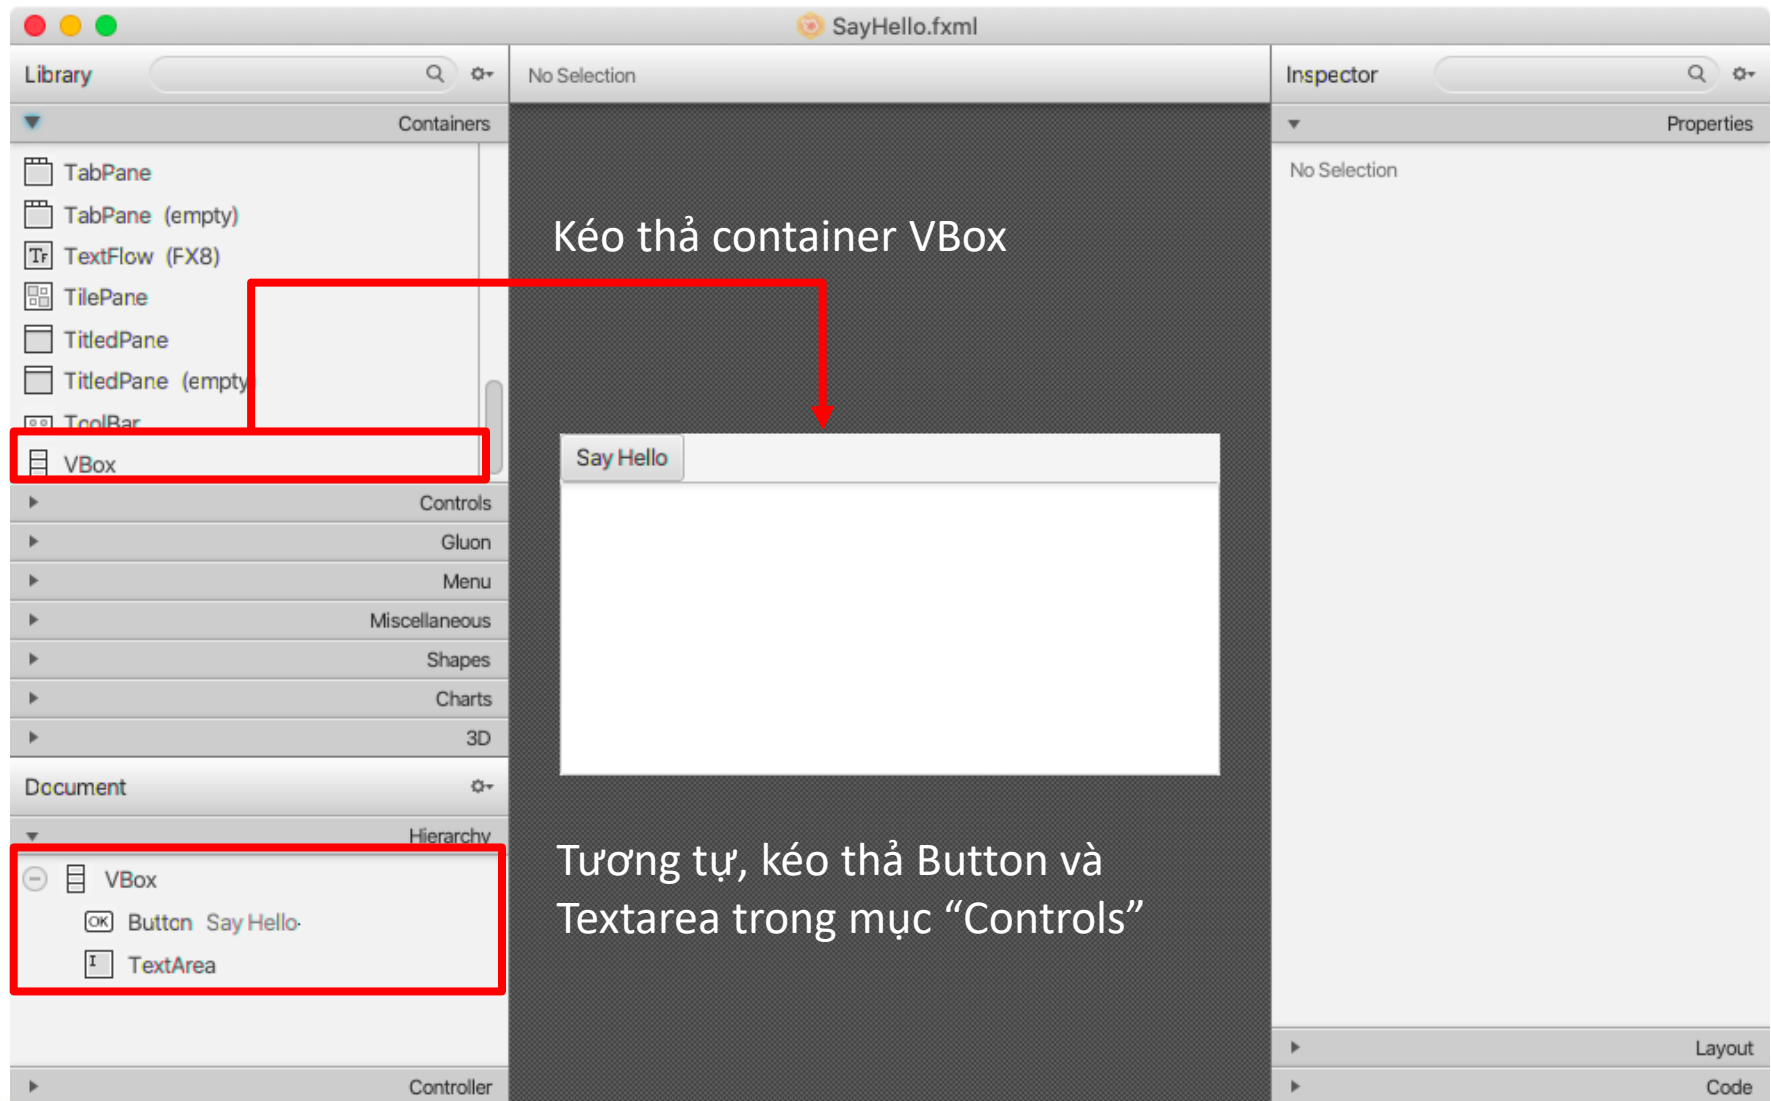 SayHello.fxml
Library
No Selection
Inspector
Containers
Properties
TabPane
No Selection
TabPane (empty)
TextFlow (FX8)
TilePane
TitledPane
TitledPane (empty)
ToolBar
VBox
Kéo thả container VBox
Say Hello
Controls
Gluon
Menu
Miscellaneous
Shapes
Charts
3D
Document
Hierarchy
VBox
OK Button Say Hello
TextArea
Tương tự, kéo thả Button và
Textarea trong mục “Controls”
Controller
Layout
Code